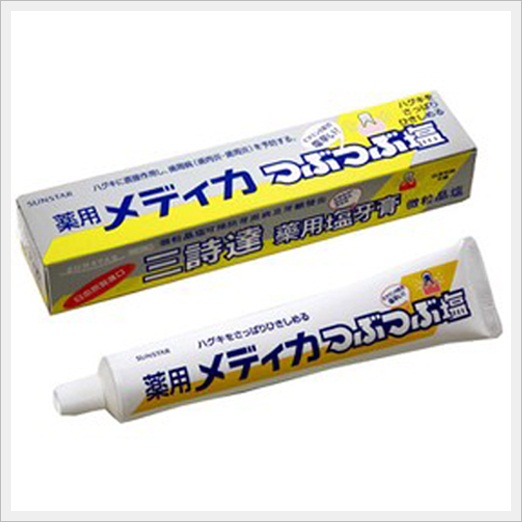 ハグキを
さっぱり
ひきしめる
SUNSTAR
ハグキに直接作用し、歯周病(歯肉炎・歯周炎)を予防する。
薬用 メディカ つぶつぶ塩
SUNSTAR
三詩達 薬用塩牙膏 微粒晶塩
ハグキをさっぱりひきしめる
SUNSTAR
薬用 メディカ つぶつぶ塩